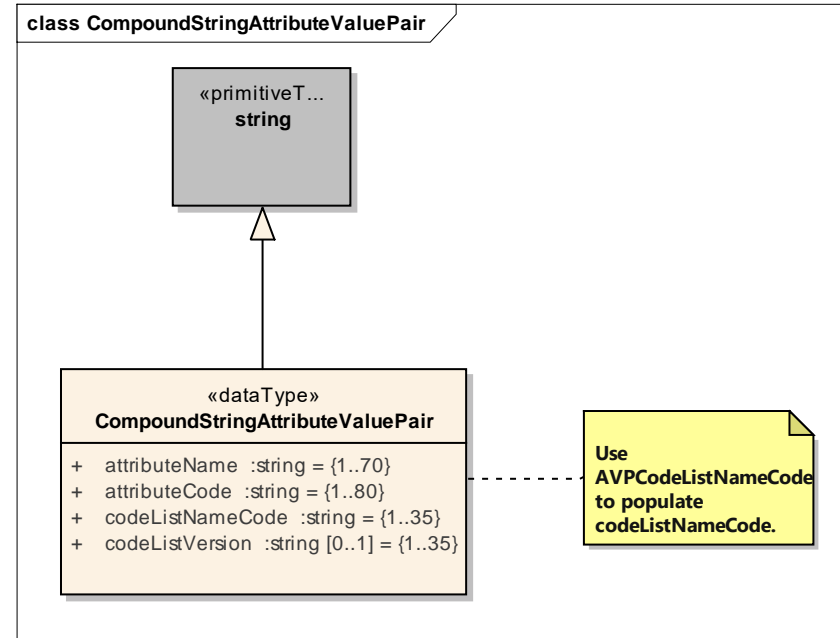 class CompoundStringAttributeValuePair
«primitiveT...
string
«dataType»
CompoundStringAttributeValuePair
+ attributeName :string = {1..70}
+ attributeCode :string = {1..80}
+ codeListNameCode :string = {1..35}
+ codeListVersion :string [0..1] = {1..35}
Use
AVPCodeListNameCode
to populate
codeListNameCode.